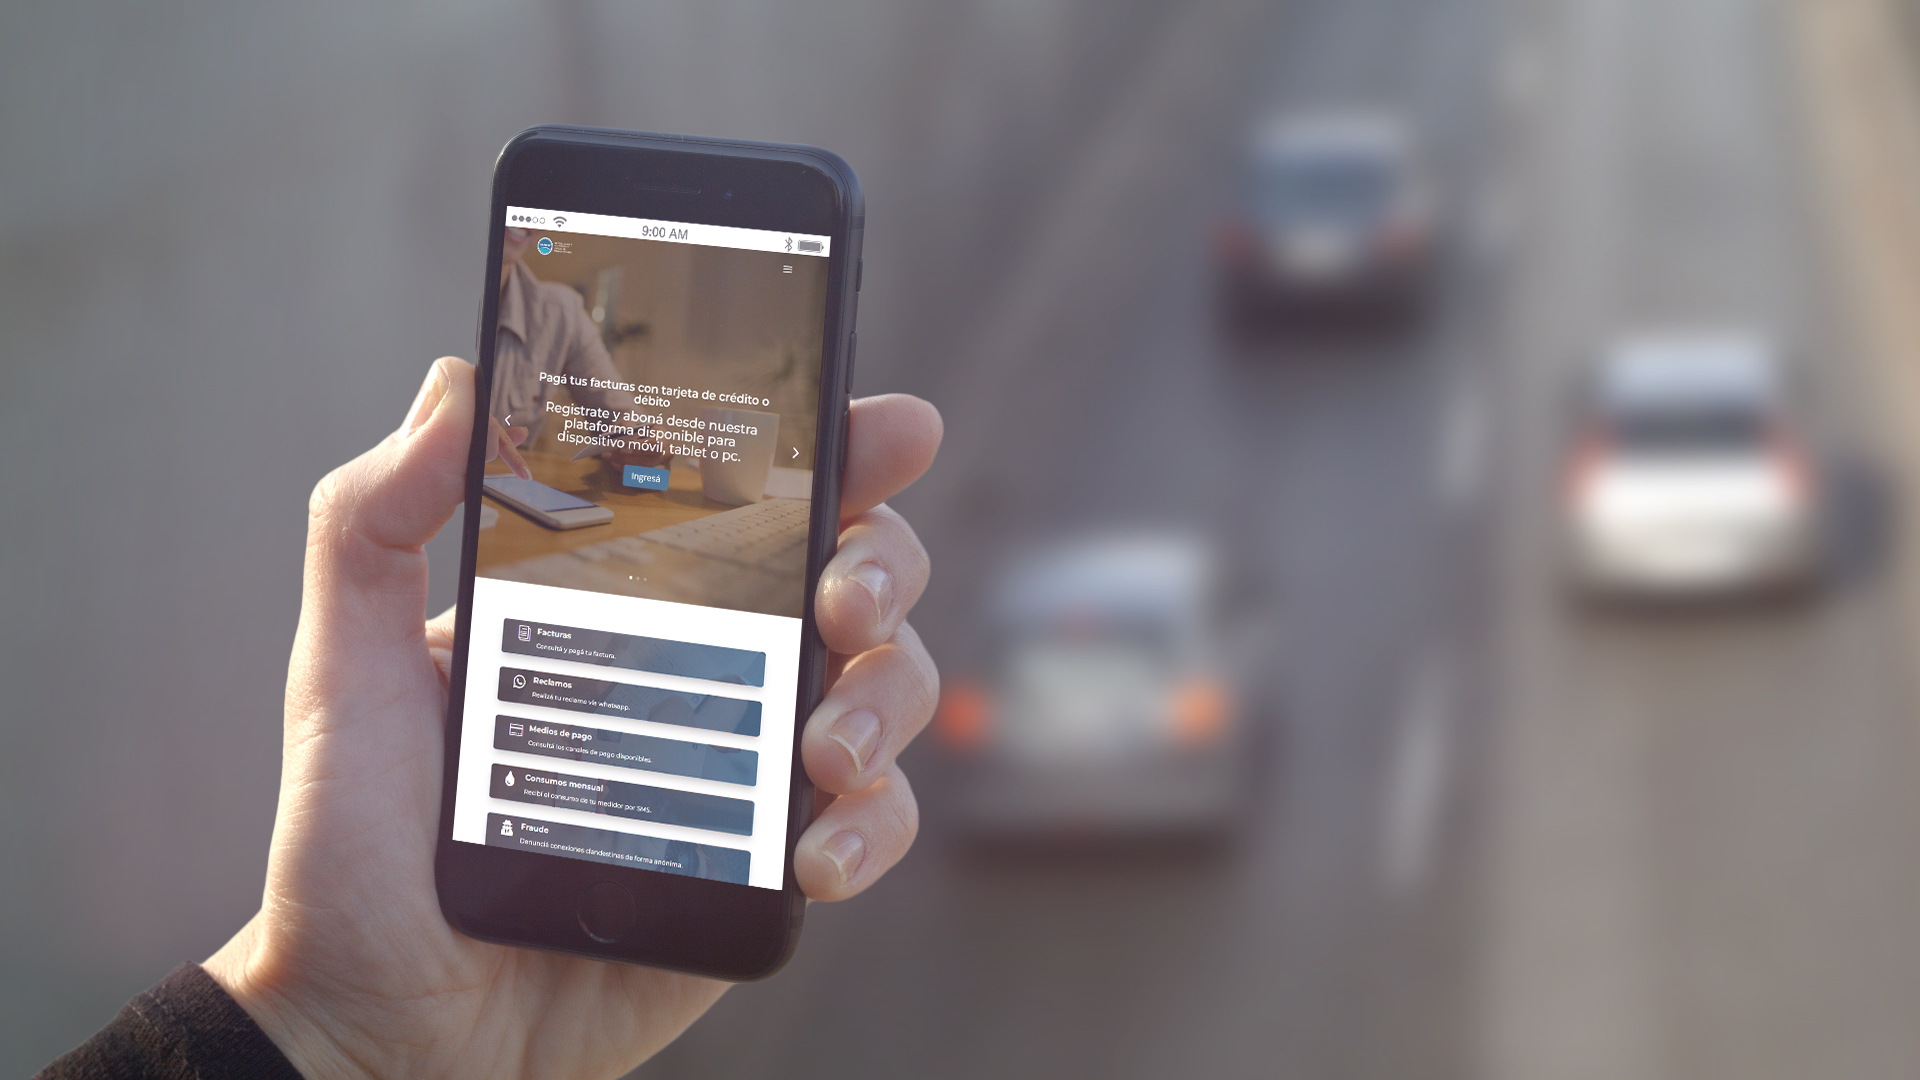 9:00 AM
Pagá tus facturas con tarjeta de crédito o
débito
Registrate y aboná desde nuestra
plataforma disponible para
dispositivo móvil, tablet o pc.
Ingresá
Facturas
Consultá y pagá tu factura.
Reclamos
Realizá tu reclamo vía whatsapp.
Medios de pago
Consultá los canales de pago disponibles.
Consumos mensual
Recibí el consumo de tu medidor por SMS.
Fraude
Denunciá conexiones clandestinas de forma anónima.